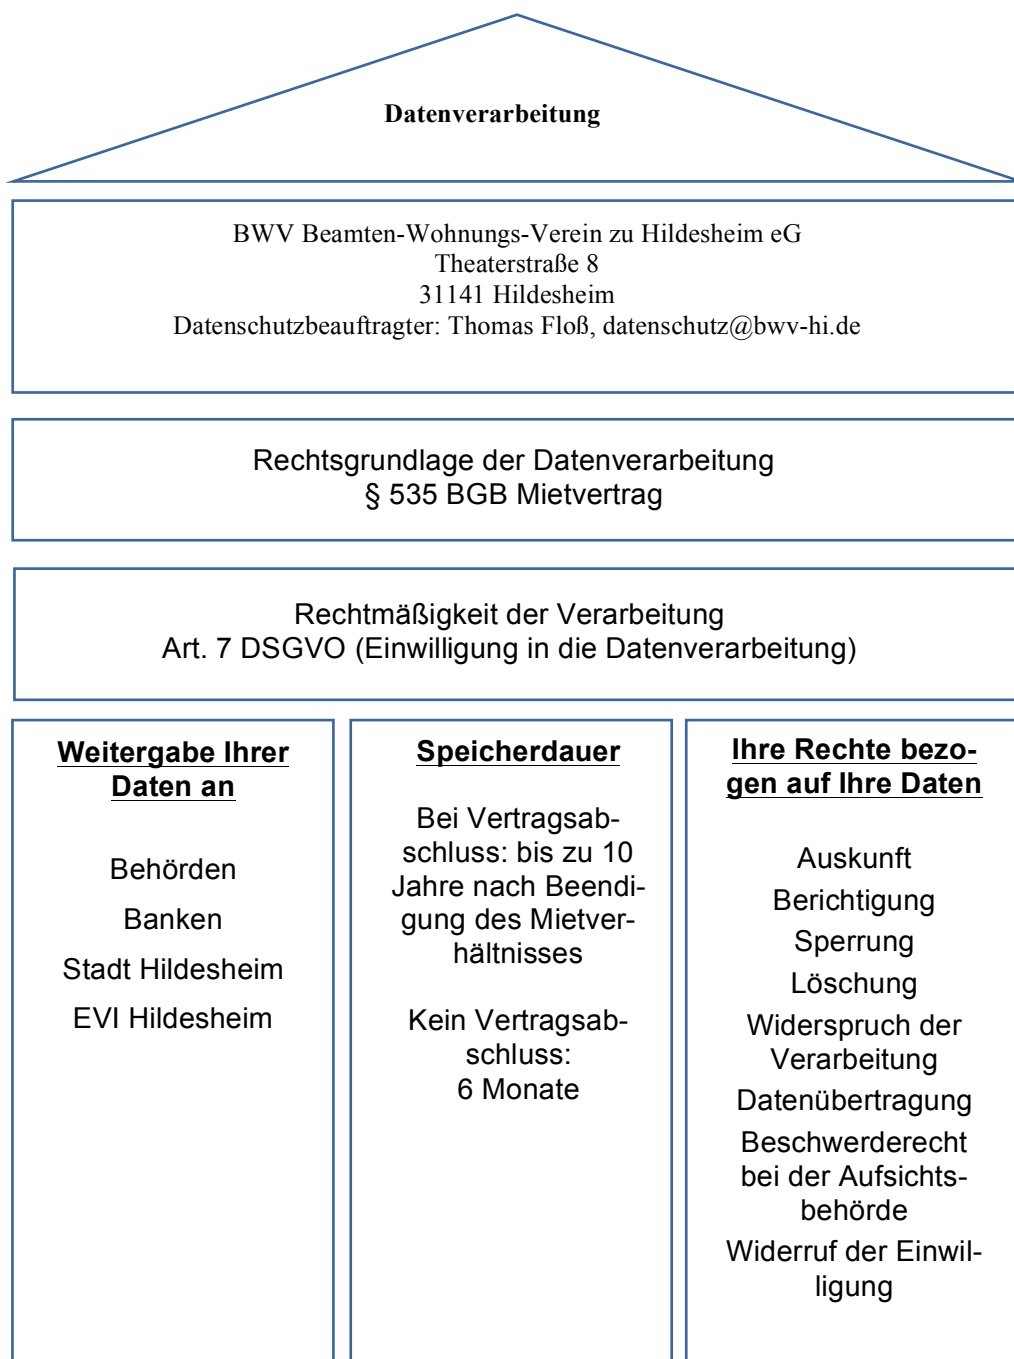 Datenverarbeitung
BWV Beamten-Wohnungs-Verein zu Hildesheim eG
Theaterstraße 8
31141 Hildesheim
Datenschutzbeauftragter: Thomas Floß, datenschutz@bwv-hi.de
Rechtsgrundlage der Datenverarbeitung
§ 535 BGB Mietvertrag
Rechtmäßigkeit der Verarbeitung
Art. 7 DSGVO (Einwilligung in die Datenverarbeitung)
Weitergabe Ihrer
Daten an
Behörden
Banken
Stadt Hildesheim
EVI Hildesheim
Speicherdauer
Bei Vertragsab-
schluss: bis zu 10
Jahre nach Beendi-
gung des Mietver-
hältnisses
Kein Vertragsab-
schluss:
6 Monate
Ihre Rechte bezo-
gen auf Ihre Daten
Auskunft
Berichtigung
Sperrung
Löschung
Widerspruch der
Verarbeitung
Datenübertragung
Beschwerderecht
bei der Aufsichts-
behörde
Widerruf der Einwil-
ligung